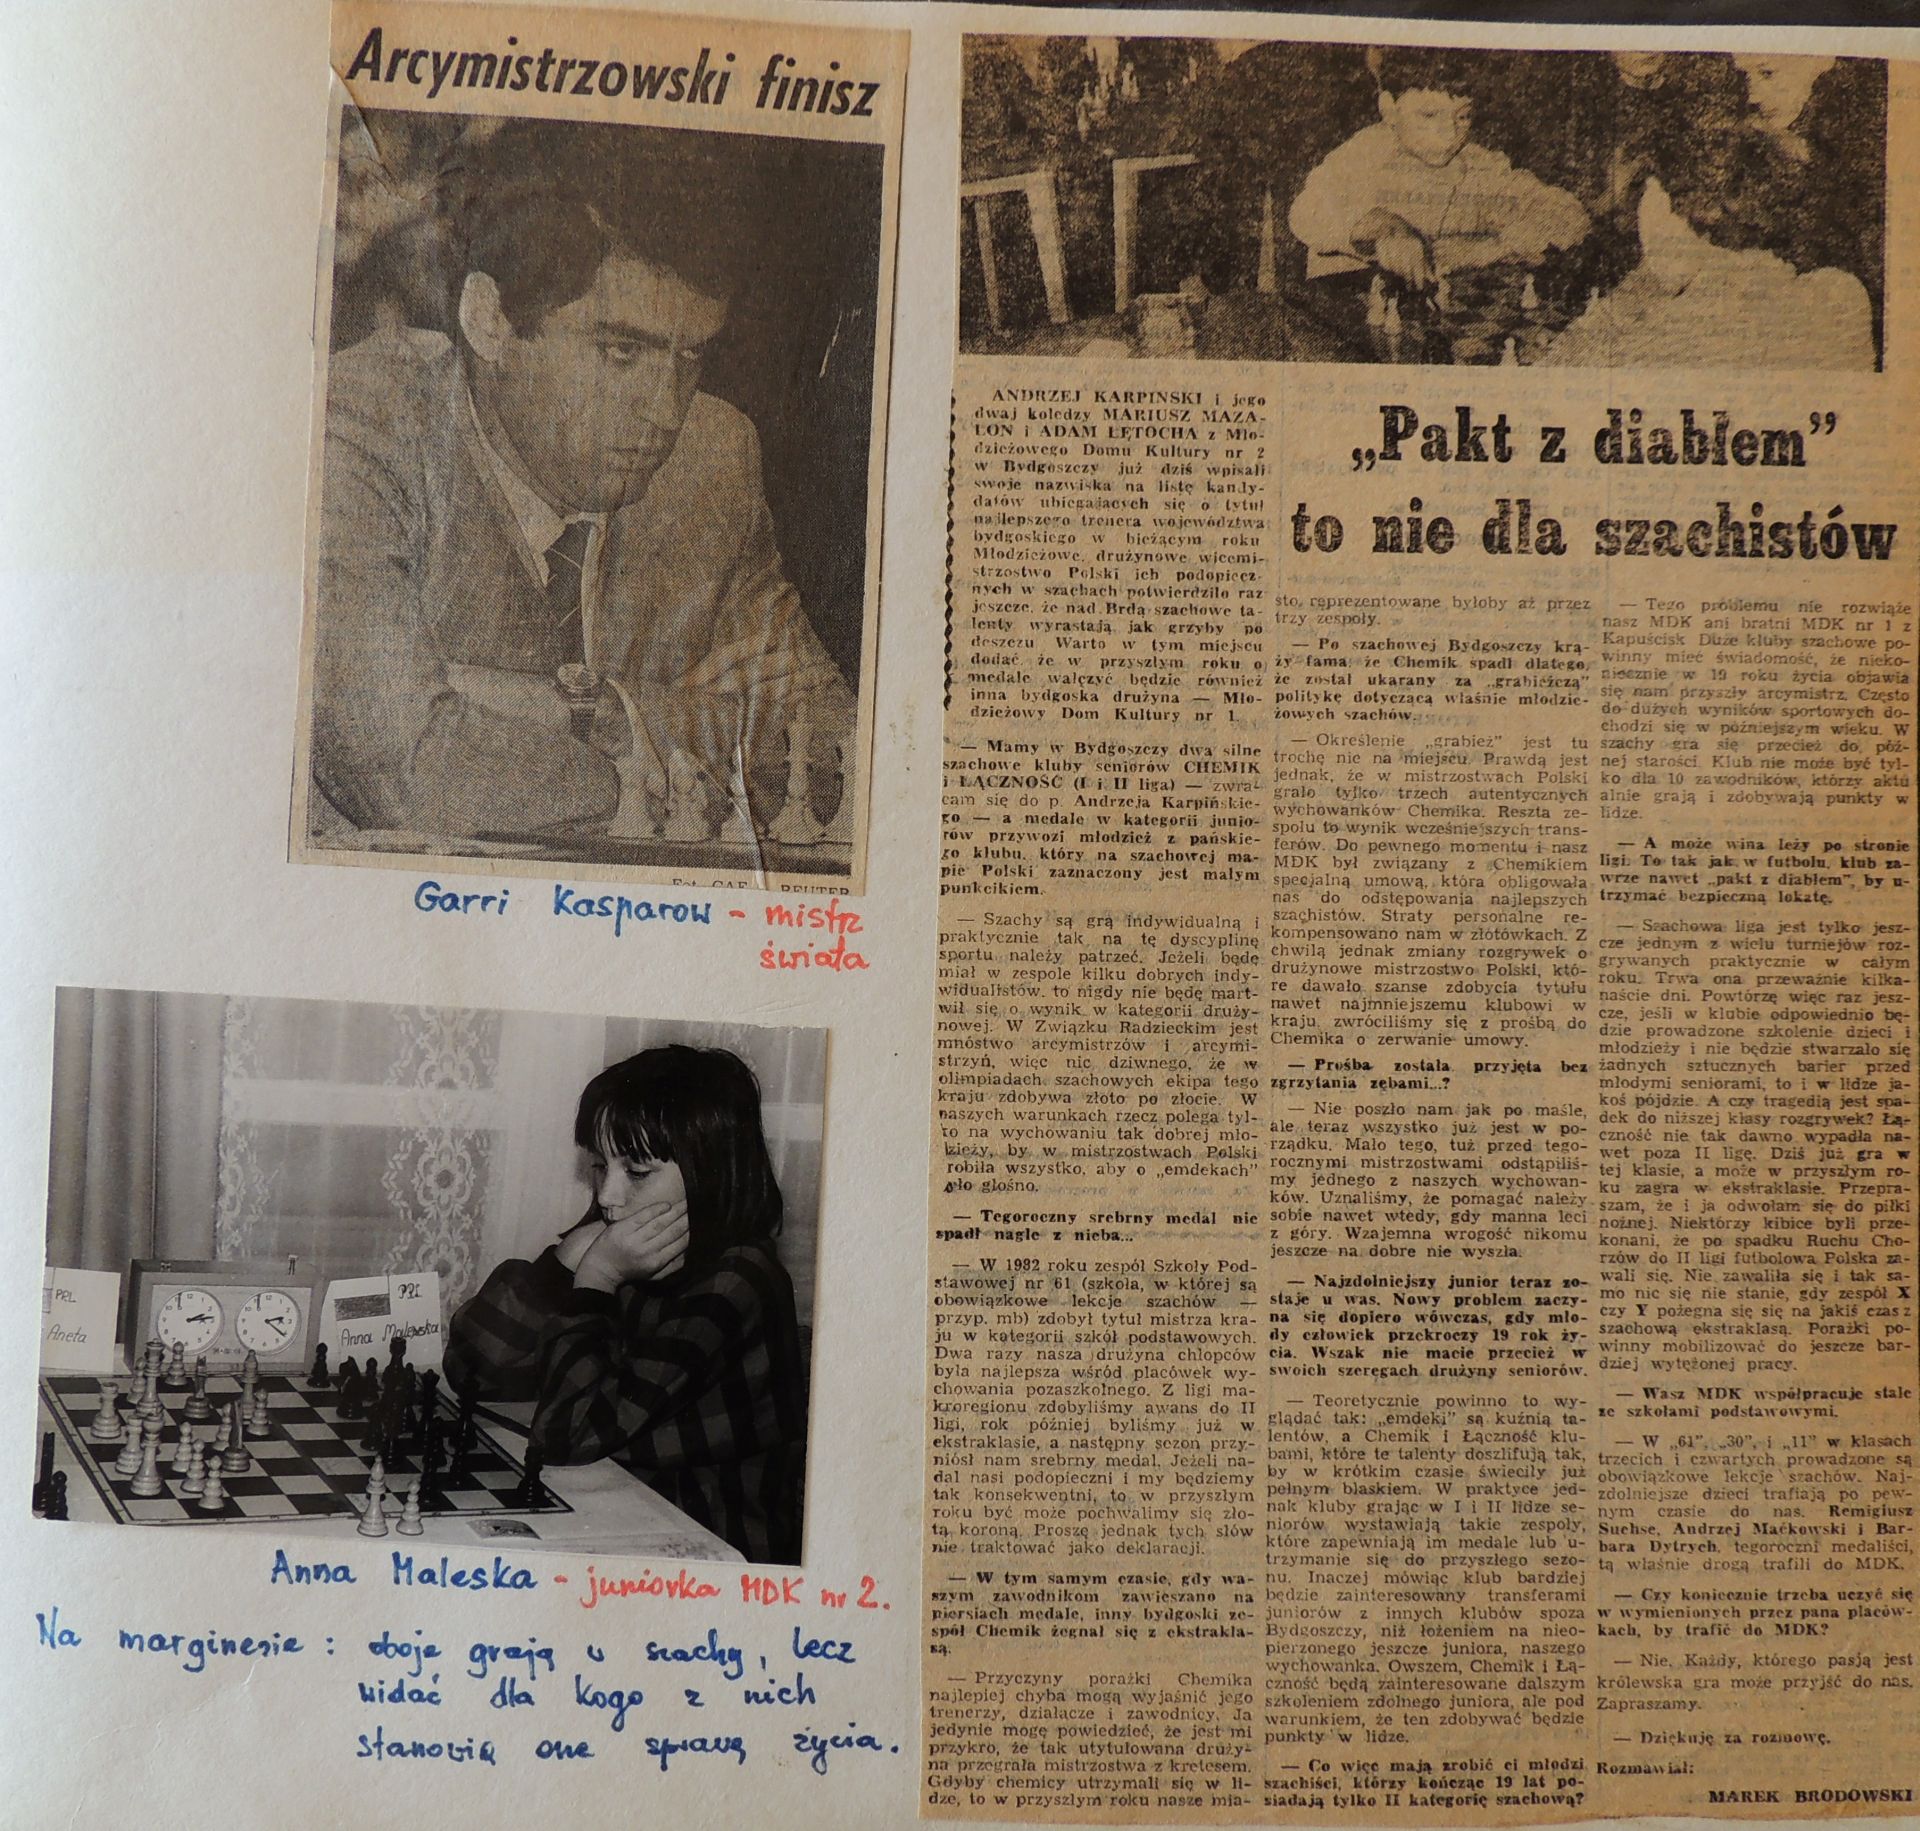 Arcymistrzowski finisz
Fot. CAF — REUTER
Garri Kasparow - mistrz
świata
PRL
Aneta
PRL
Anna Maleska
Anna Maleska - juniorka MDK nr 2.
Na marginesie : oboje grają w szachy, lecz
widać dla kogo z nich
stanowią one sprawę życia.
„Pakt z diabłem”
to nie dla szachistów
ANDRZEJ KARPINSKI i jego
dwaj koledzy MARIUSZ MAZA-
LON i ADAM ŁĘTOCHA z Mło-
dzieżowego Domu Kultury nr 2
w Bydgoszczy już dziś wpisali
swoje nazwiska na listę kandy-
datów ubiegających się o tytuł
najlepszego trenera województwa
bydgoskiego w bieżącym roku
Młodzieżowe, drużynowe wicemi-
strzostwo Polski ich podopiecz-
nych w szachach potwierdziło raz
jeszcze, że nad Brdą szachowe ta-
lenty wyrastają jak grzyby po
deszczu Warto w tym miejscu
dodać, że w przyszłym roku o
medale walczyć będzie również
inna bydgoska drużyna — Mło-
dzieżowy Dom Kultury nr 1.
— Mamy w Bydgoszczy dwa silne
szachowe kluby seniorów CHEMIK
i ŁĄCZNOŚĆ (I i II liga) — zwra-
cam się do p. Andrzeja Karpińskie-
go — a medale w kategorii junio-
rów przywozi młodzież z pańskie-
go klubu, który na szachowej ma-
pie Polski zaznaczony jest małym
punkcikiem.
— Szachy są grą indywidualną i
praktycznie tak na tę dyscyplinę
sportu należy patrzeć. Jeżeli będę
miał w zespole kilku dobrych indy-
widualistów, to nigdy nie będę mart-
wił się o wynik w kategorii druży-
nowej. W Związku Radzieckim jest
mnóstwo arcymistrzów i arcymi-
strzyń, więc nic dziwnego, że w
olimpiadach szachowych ekipa tego
kraju zdobywa złoto po złocie. W
naszych warunkach rzecz polega tyl-
ko na wychowaniu tak dobrej mło-
dzieży, by w mistrzostwach Polski
robiła wszystko, aby o „emdekach”
było głośno.
— Tegoroczny srebrny medal nie
spadł nagle z nieba...
— W 1982 roku zespół Szkoły Pod-
stawowej nr 61 (szkoła, w której są
obowiązkowe lekcje szachów —
przyp. mb) zdobył tytuł mistrza kra-
ju w kategorii szkół podstawowych.
Dwa razy nasza drużyna chłopców
była najlepsza wśród placówek wy-
chowania pozaszkolnego. Z ligi ma-
kroregionu zdobyliśmy awans do II
ligi, rok później byliśmy już w
ekstraklasie, a następny sezon przy-
niósł nam srebrny medal. Jeżeli na-
dal nasi podopieczni i my będziemy
tak konsekwentni, to w przyszłym
roku być może pochwalimy się zło-
tą koroną. Proszę jednak tych słów
nie traktować jako deklaracji.
— W tym samym czasie, gdy wa-
szym zawodnikom zawieszano na
piersiach medale, inny bydgoski ze-
spół Chemik żegnał się z ekstrakla-
są.
— Przyczyny porażki Chemika
najlepiej chyba mogą wyjaśnić jego
trenerzy, działacze i zawodnicy. Ja
jedynie mogę powiedzieć, że jest mi
przykro, że tak utytułowana druży-
na przegrała mistrzostwa z kretesem.
Gdyby chemicy utrzymali się w li-
dze, to w przyszłym roku nasze mia-
sto, reprezentowane byłoby aż przez
trzy zespoły.
— Po szachowej Bydgoszczy krą-
ży fama, że Chemik spadł dlatego,
że został ukarany za „grabieżczą”
politykę dotyczącą właśnie młodzie-
żowych szachów.
— Określenie „grabież” jest tu
trochę nie na miejscu. Prawdą jest
jednak, że w mistrzostwach Polski
grało tylko trzech autentycznych
wychowanków Chemika. Reszta ze-
społu to wynik wcześniejszych trans-
ferów. Do pewnego momentu i nasz
MDK był związany z Chemikiem
specjalną umową, która obligowała
nas do odstępowania najlepszych
szachistów. Straty personalne re-
kompensowano nam w złotówkach. Z
chwilą jednak zmiany rozgrywek o
drużynowe mistrzostwo Polski, któ-
re dawało szanse zdobycia tytułu
nawet najmniejszemu klubowi w
kraju, zwróciliśmy się z prośbą do
Chemika o zerwanie umowy.
— Prośba została przyjęta bez
zgrzytania zębami...?
— Nie poszło nam jak po maśle,
ale teraz wszystko już jest w po-
rządku. Mało tego, tuż przed tego-
rocznymi mistrzostwami odstąpiliś-
my jednego z naszych wychowan-
ków. Uznaliśmy, że pomagać należy
sobie nawet wtedy, gdy manna leci
z góry. Wzajemna wrogość nikomu
jeszcze na dobre nie wyszła.
— Najzdolniejszy junior teraz zo-
staje u was. Nowy problem zaczy-
na się dopiero wówczas, gdy mło-
dy człowiek przekroczy 19 rok ży-
cia. Wszak nie macie przecież w
swoich szeregach drużyny seniorów.
— Teoretycznie powinno to wy-
glądać tak: „emdeki” są kuźnią ta-
lentów, a Chemik i Łączność klu-
bami, które te talenty doszlifują tak,
by w krótkim czasie świeciły już
pełnym blaskiem. W praktyce jed-
nak kluby grając w I i II lidze se-
niorów wystawiają takie zespoły,
które zapewniają im medale lub u-
trzymanie się do przyszłego sezo-
nu. Inaczej mówiąc klub bardziej
będzie zainteresowany transferami
juniorów z innych klubów spoza
Bydgoszczy, niż łożeniem na nieo-
pierzonego jeszcze juniora, naszego
wychowanka. Owszem, Chemik i Łą-
czność będą zainteresowane dalszym
szkoleniem zdolnego juniora, ale pod
warunkiem, że ten zdobywać będzie
punkty w lidze.
— Co więc mają zrobić ci młodzi
szachiści, którzy kończąc 19 lat po-
siadają tylko II kategorię szachową?
— Tego problemu nie rozwiąże
nasz MDK ani bratni MDK nr 1 z
Kapuścisk Duże kluby szachowe po-
winny mieć świadomość, że nieko-
niecznie w 19 roku życia objawia
się nam przyszły arcymistrz. Często
do dużych wyników sportowych do-
chodzi się w późniejszym wieku. W
szachy gra się przecież do póź-
nej starości. Klub nie może być tyl-
ko dla 10 zawodników, którzy aktu
alnie grają i zdobywają punkty w
lidze.
— A może wina leży po stronie
ligi. To tak jak w futbolu, klub za-
wrze nawet „pakt z diabłem”, by u-
trzymać bezpieczną lokatę.
— Szachowa liga jest tylko jesz-
cze jednym z wielu turniejów roz-
grywanych praktycznie w całym
roku. Trwa ona przeważnie kilka-
naście dni. Powtórzę więc raz jesz-
cze, jeśli w klubie odpowiednio bę-
dzie prowadzone szkolenie dzieci i
młodzieży i nie będzie stwarzało się
żadnych sztucznych barier przed
młodymi seniorami, to i w lidze ja-
koś pójdzie. A czy tragedią jest spa-
dek do niższej klasy rozgrywek? Łą-
czność nie tak dawno wypadła na-
wet poza II ligę. Dziś już gra w
tej klasie, a może w przyszłym ro-
ku zagra w ekstraklasie. Przepra-
szam, że i ja odwołam się do piłki
nożnej. Niektórzy kibice byli prze-
konani, że po spadku Ruchu Cho-
rzów do II ligi futbolowa Polska za-
wali się. Nie zawaliła się i tak sa-
mo nic się nie stanie, gdy zespół X
czy Y pożegna się się na jakiś czas z
szachową ekstraklasą. Porażki po-
winny mobilizować do jeszcze bar-
dziej wytężonej pracy.
— Wasz MDK współpracuje stale
ze szkołami podstawowymi.
— W „61”, „30”, i „11” w klasach
trzecich i czwartych prowadzone są
obowiązkowe lekcje szachów. Naj-
zdolniejsze dzieci trafiają po pew-
nym czasie do nas. Remigiusz
Suchse, Andrzej Maćkowski i Bar-
bara Dytrych, tegoroczni medaliści,
tą właśnie drogą trafili do MDK.
— Czy koniecznie trzeba uczyć się
w wymienionych przez pana placów-
kach, by trafić do MDK?
— Nie. Każdy, którego pasją jest
królewska gra może przyjść do nas.
Zapraszamy.
— Dziękuję za rozmowę.
Rozmawiał:
MAREK BRODOWSKI